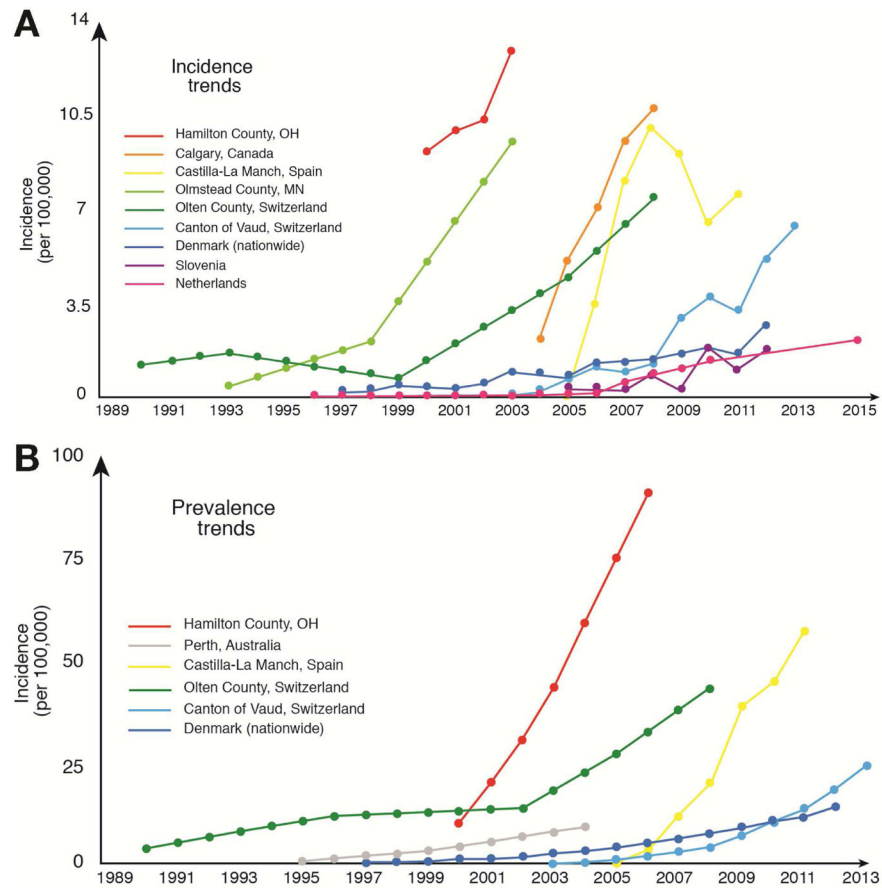 A
14
10.5
7
3.5
0
Incidence
(per 100,000)
Incidence
trends
Hamilton County, OH
Calgary, Canada
Castilla-La Manch, Spain
Olmstead County, MN
Olten County, Switzerland
Canton of Vaud, Switzerland
Denmark (nationwide)
Slovenia
Netherlands
1989 1991 1993 1995 1997 1999 2001 2003 2005 2007 2009 2011 2013 2015
B
100
75
50
25
0
Incidence
(per 100,000)
Prevalence
trends
Hamilton County, OH
Perth, Australia
Castilla-La Manch, Spain
Olten County, Switzerland
Canton of Vaud, Switzerland
Denmark (nationwide)
1989 1991 1993 1995 1997 1999 2001 2003 2005 2007 2009 2011 2013